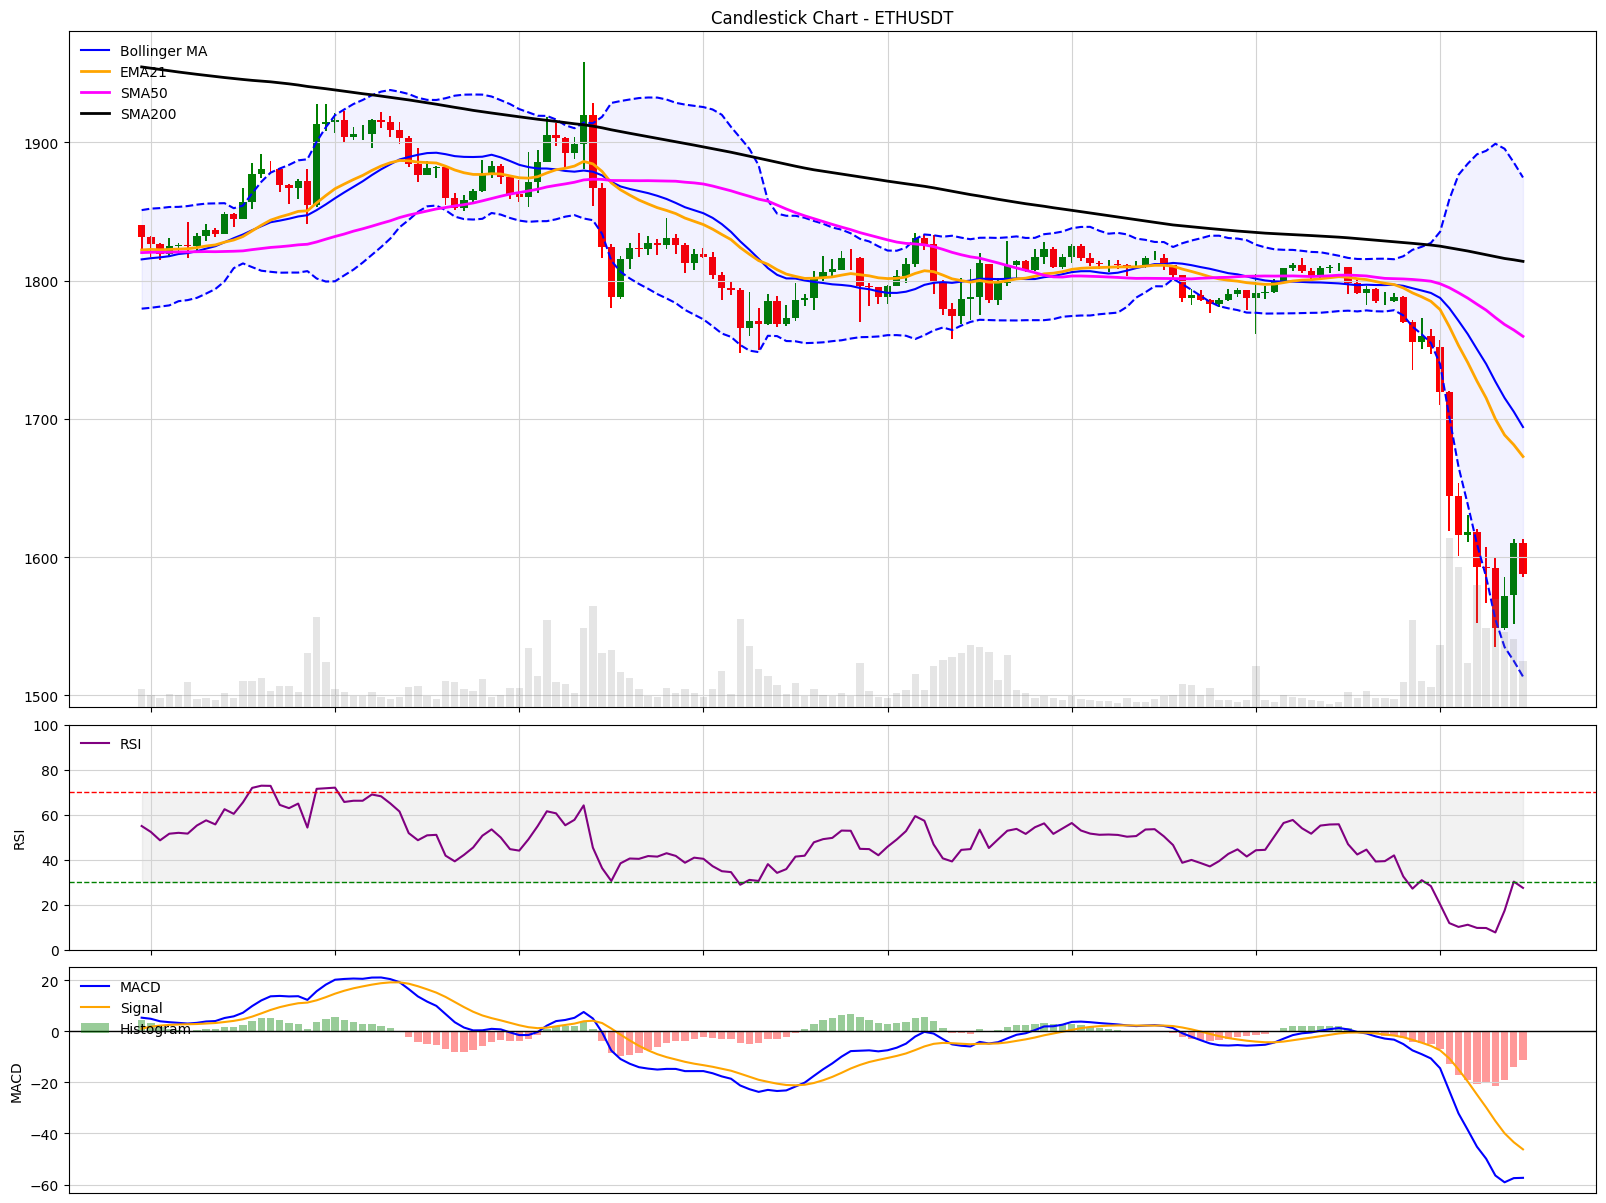 Candlestick Chart - ETHUSDT
Bollinger MA
EMA21
SMA50
SMA200
1900
1800
1700
1600
1500
100
RSI
80
60
RSI
40
20
0
20
MACD
Signal
Histogram
0
−20
MACD
−40
−60